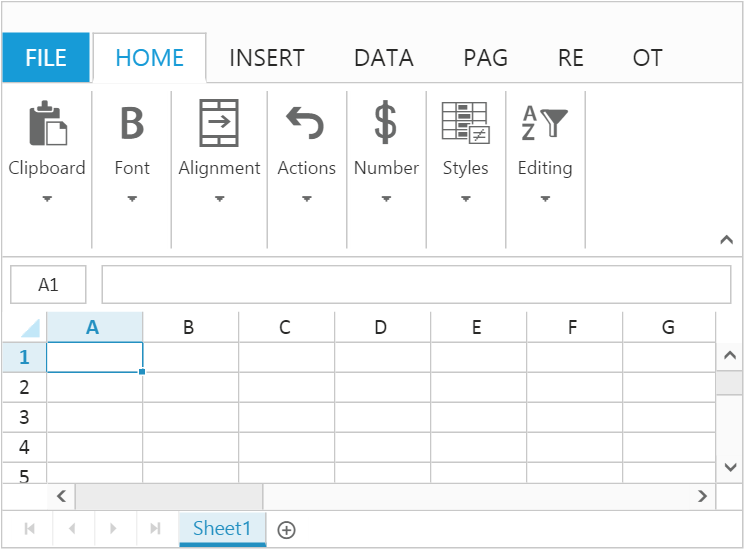 FILE HOME INSERT DATA PAG RE OT
B $ A Z
Clipboard Font Alignment Actions Number Styles Editing
A1
A B C D E F G
1
2
3
4
5
Sheet1